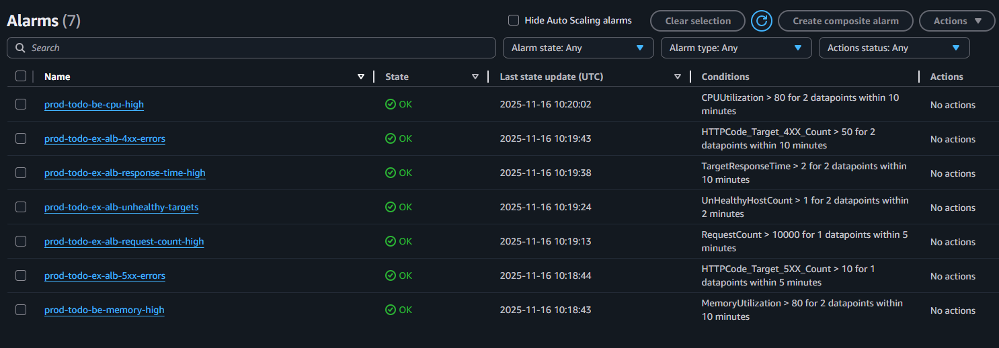 Alarms (7)
Hide Auto Scaling alarms
Clear selection
Create composite alarm
Actions
Search
Alarm state: Any
Alarm type: Any
Actions status: Any
Name
State
Last state update (UTC)
Conditions
Actions
prod-todo-be-cpu-high
OK
2025-11-16 10:20:02
CPUUtilization > 80 for 2 datapoints within 10
minutes
No actions
prod-todo-ex-alb-4xx-errors
OK
2025-11-16 10:19:43
HTTPCode_Target_4XX_Count > 50 for 2
datapoints within 10 minutes
No actions
prod-todo-ex-alb-response-time-high
OK
2025-11-16 10:19:38
TargetResponseTime > 2 for 2 datapoints within
10 minutes
No actions
prod-todo-ex-alb-unhealthy-targets
OK
2025-11-16 10:19:24
UnHealthyHostCount > 1 for 2 datapoints within
2 minutes
No actions
prod-todo-ex-alb-request-count-high
OK
2025-11-16 10:19:13
RequestCount > 10000 for 1 datapoints within 5
minutes
No actions
prod-todo-ex-alb-5xx-errors
OK
2025-11-16 10:18:44
HTTPCode_Target_5XX_Count > 10 for 1
datapoints within 5 minutes
No actions
prod-todo-be-memory-high
OK
2025-11-16 10:18:43
MemoryUtilization > 80 for 2 datapoints within
10 minutes
No actions